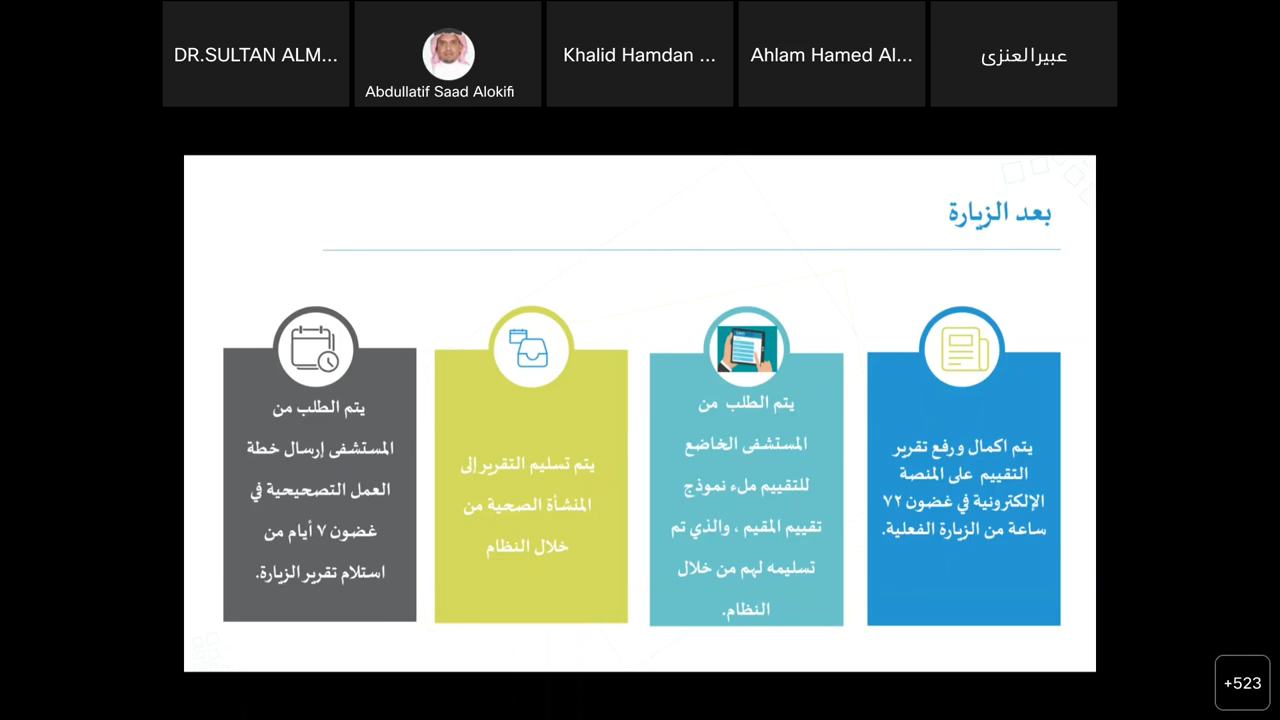 DR.SULTAN ALM...
Abdullatif Saad Alokifi
Khalid Hamdan ...
Ahlam Hamed Al...
عبيرالعنزى
بعد الزيارة
يتم اكمال ورفع تقرير
التقييم على المنصة
الإلكترونية في غضون ٧٢
ساعة من الزيارة الفعلية.
يتم الطلب من
المستشفى الخاضع
للتقييم ملء نموذج
تقييم المقيم ، والذي تم
تسليمه لهم من خلال
النظام.
يتم تسليم التقرير إلى
المنشأة الصحية من
خلال النظام
يتم الطلب من
المستشفى إرسال خطة
العمل التصحيحية في
غضون ٧ أيام من
استلام تقرير الزيارة.
+523